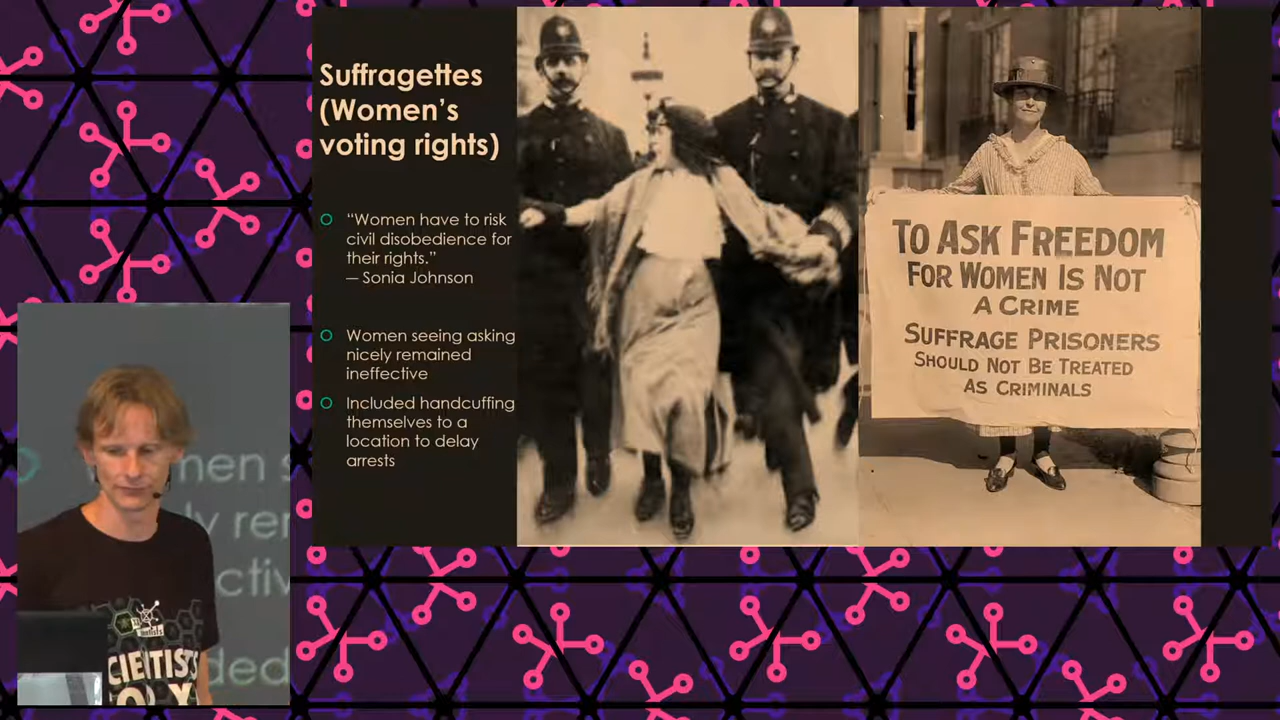 Suffragettes
(Women's
voting rights)
"Women have to risk
civil disobedience for
their rights."
— Sonia Johnson
Women seeing asking
nicely remained
ineffective
Included handcuffing
themselves to a
location to delay
arrests
TO ASK FREEDOM
FOR WOMEN IS NOT
A CRIME
SUFFRAGE PRISONERS
SHOULD NOT BE TREATED
AS CRIMINALS